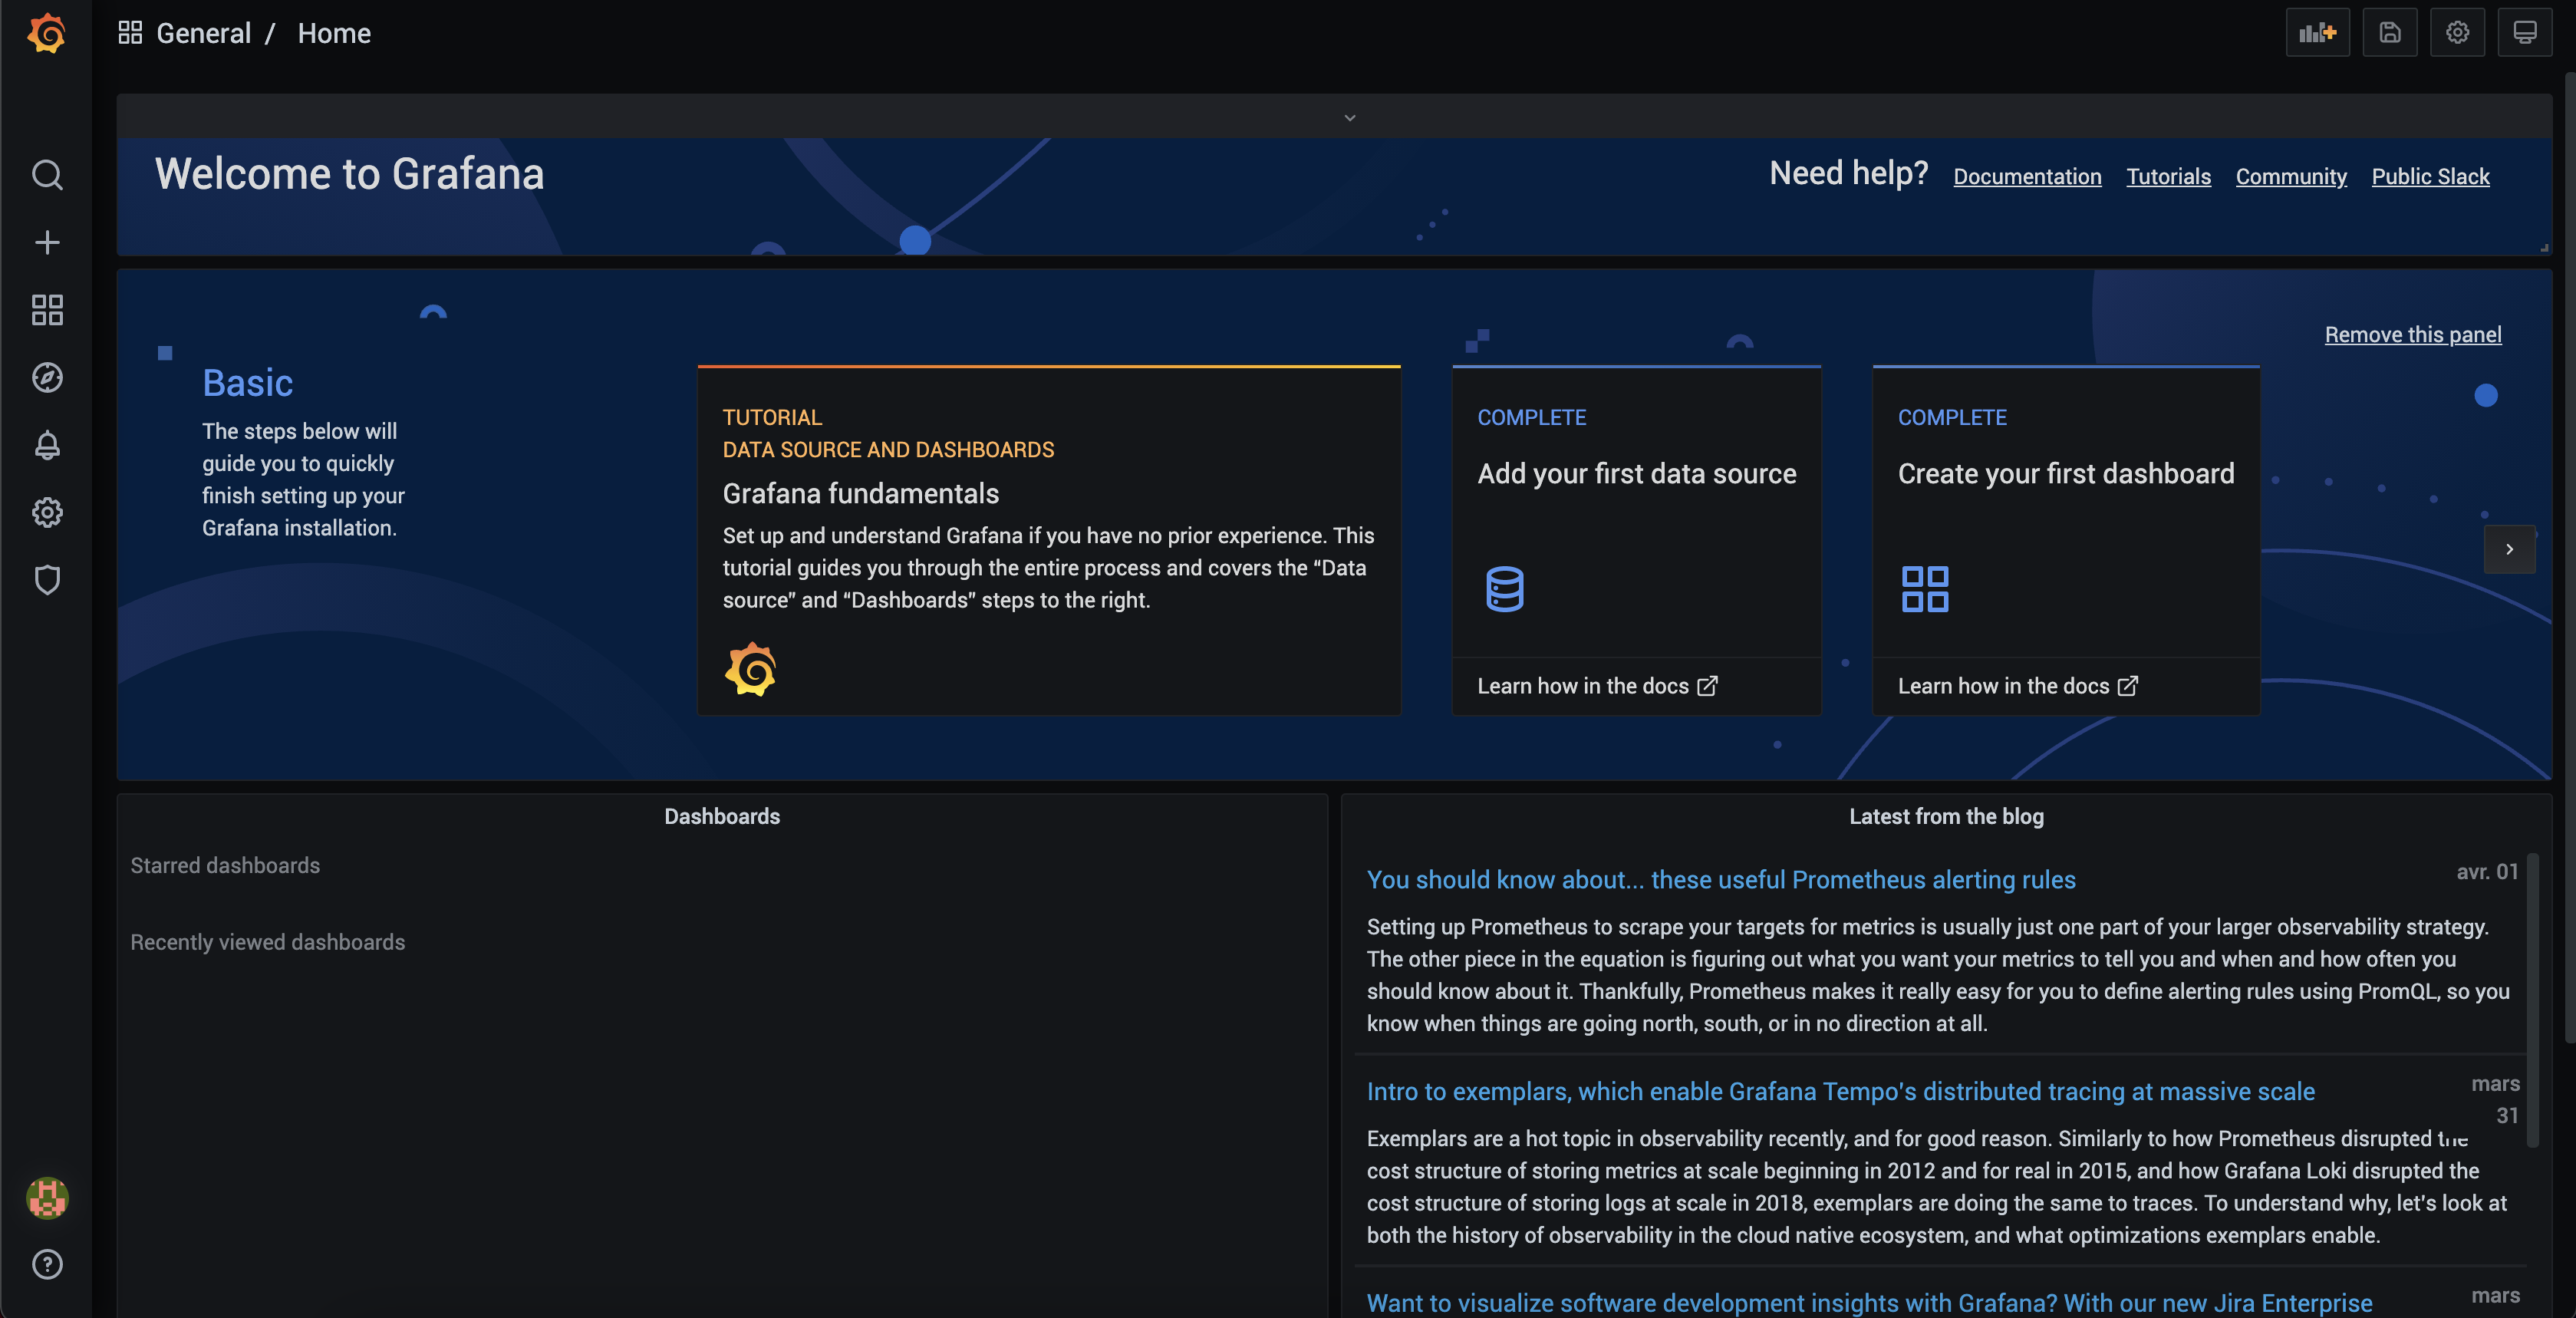 General / Home
Welcome to Grafana
Need help? Documentation Tutorials Community Public Slack
Remove this panel
Basic
The steps below will
guide you to quickly
finish setting up your
Grafana installation.
TUTORIAL
DATA SOURCE AND DASHBOARDS
Grafana fundamentals
Set up and understand Grafana if you have no prior experience. This
tutorial guides you through the entire process and covers the “Data
source” and “Dashboards” steps to the right.
COMPLETE
Add your first data source
Learn how in the docs
COMPLETE
Create your first dashboard
Learn how in the docs
Dashboards
Starred dashboards
Recently viewed dashboards
Latest from the blog
You should know about... these useful Prometheus alerting rules
avr. 01
Setting up Prometheus to scrape your targets for metrics is usually just one part of your larger observability strategy.
The other piece in the equation is figuring out what you want your metrics to tell you and when and how often you
should know about it. Thankfully, Prometheus makes it really easy for you to define alerting rules using PromQL, so you
know when things are going north, south, or in no direction at all.
Intro to exemplars, which enable Grafana Tempo’s distributed tracing at massive scale
mars
31
Exemplars are a hot topic in observability recently, and for good reason. Similarly to how Prometheus disrupted the
cost structure of storing metrics at scale beginning in 2012 and for real in 2015, and how Grafana Loki disrupted the
cost structure of storing logs at scale in 2018, exemplars are doing the same to traces. To understand why, let’s look at
both the history of observability in the cloud native ecosystem, and what optimizations exemplars enable.
Want to visualize software development insights with Grafana? With our new Jira Enterprise
mars